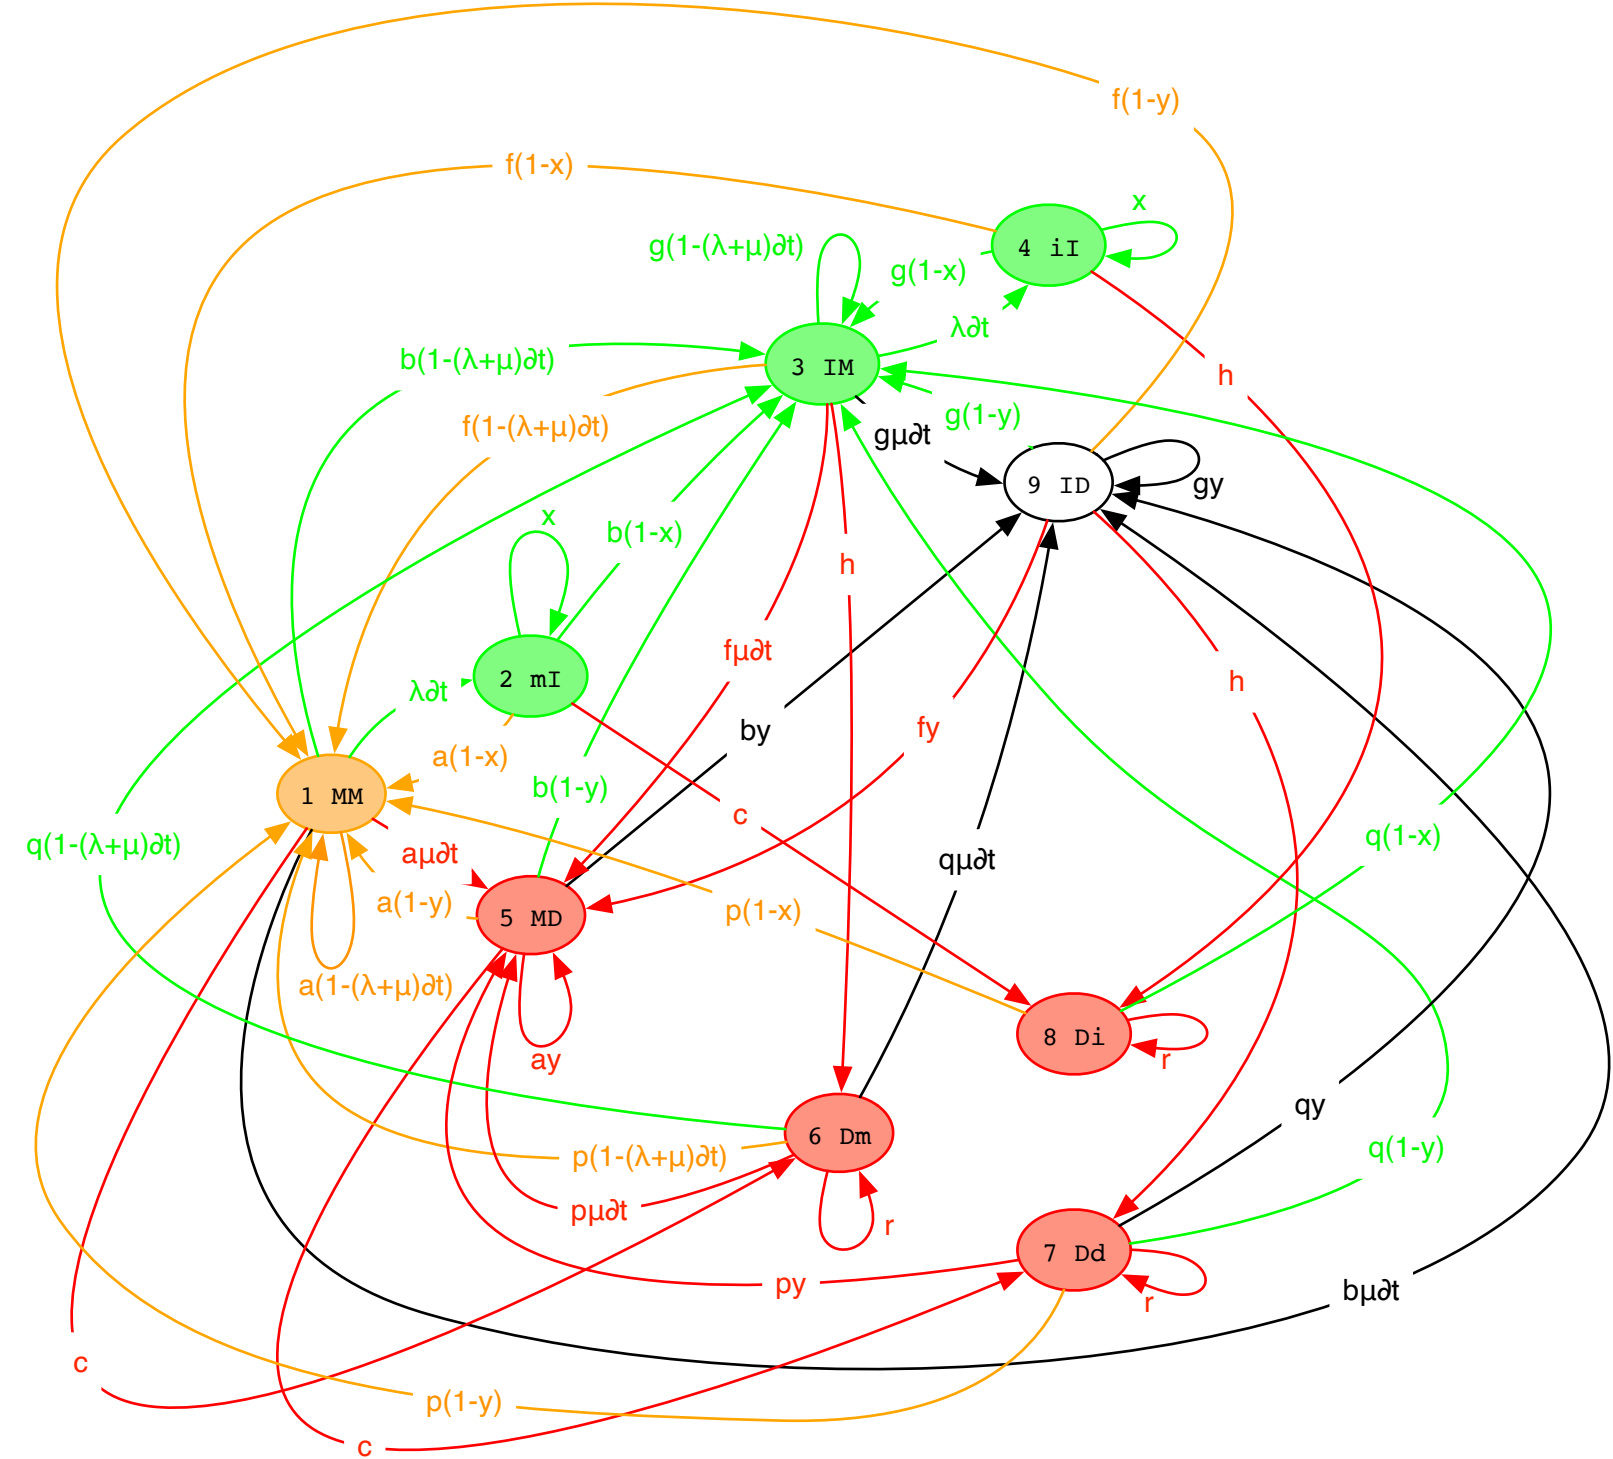 f(1-y)
f(1-x)
x
4 iI
g(1-(λ+μ)∂t)
g(1-x)
λ∂t
b(1-(λ+μ)∂t)
3 IM
h
f(1-(λ+μ)∂t)
g(1-y)
gμ∂t
9 ID
gy
x
b(1-x)
h
2 mI
λ∂t
fμ∂t
h
by
fy
a(1-x)
b(1-y)
1 MM
c
q(1-(λ+μ)∂t)
aμ∂t
qμ∂t
q(1-x)
a(1-y)
5 MD
p(1-x)
a(1-(λ+μ)∂t)
8 Di
ay
r
qy
6 Dm
p(1-(λ+μ)∂t)
q(1-y)
pμ∂t
r
7 Dd
py
r
bμ∂t
c
p(1-y)
c